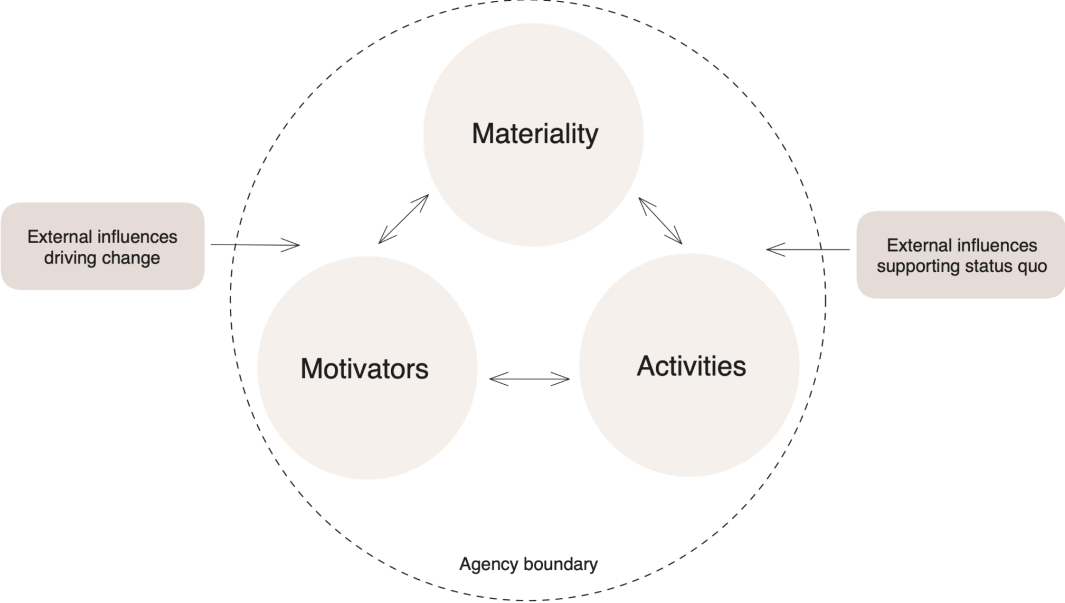 Materiality
External influences
driving change
External influences
supporting status quo
Motivators
Activities
Agency boundary